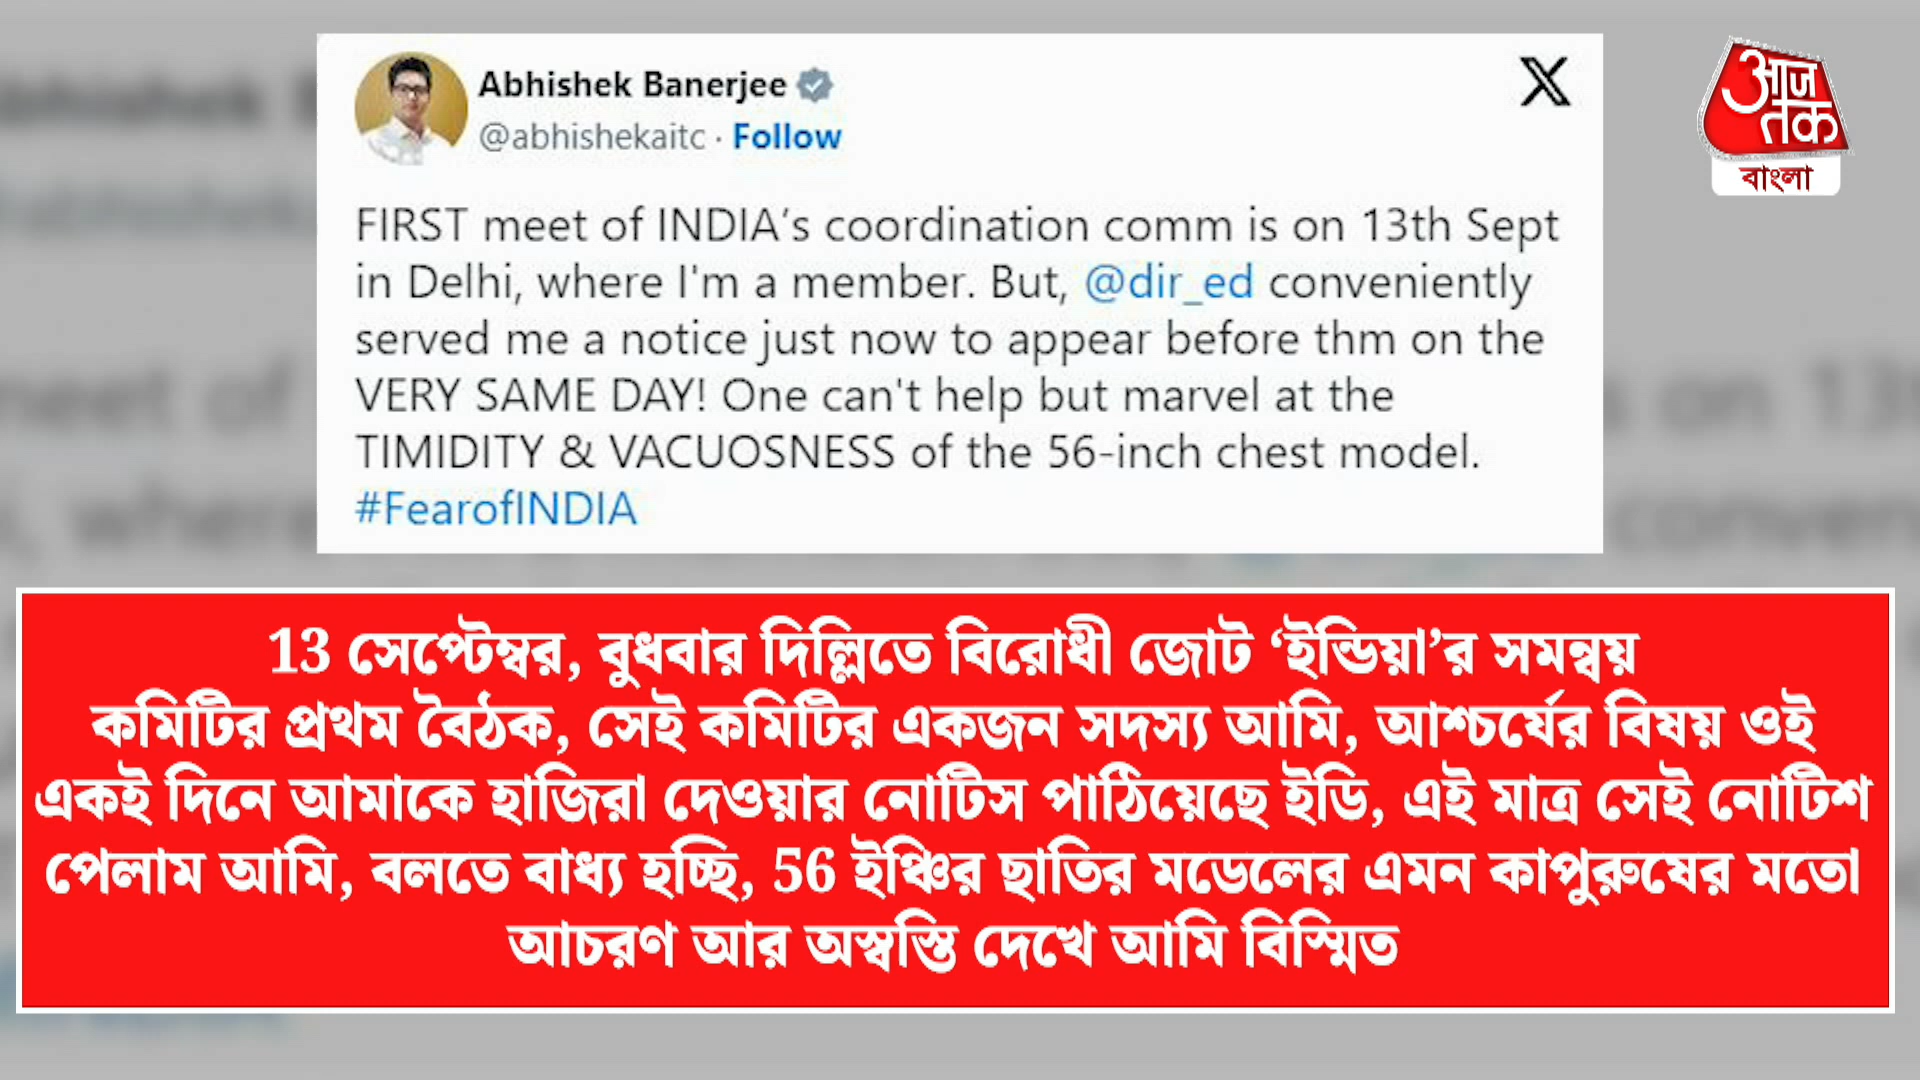 Abhishek Banerjee
@abhishekaitc · Follow
X
आज
तक
বাংলা
FIRST meet of INDIA’s coordination comm is on 13th Sept
in Delhi, where I'm a member. But, @dir_ed conveniently
served me a notice just now to appear before thm on the
VERY SAME DAY! One can't help but marvel at the
TIMIDITY & VACUOSNESS of the 56-inch chest model.
#FearofINDIA
13 সেপ্টেম্বর, বুধবার দিল্লিতে বিরোধী জোট ‘ইন্ডিয়া’র সমন্বয়
কমিটির প্রথম বৈঠক, সেই কমিটির একজন সদস্য আমি, আশ্চর্যের বিষয় ওই
একই দিনে আমাকে হাজিরা দেওয়ার নোটিস পাঠিয়েছে ইডি, এই মাত্র সেই নোটিশ
পেলাম আমি, বলতে বাধ্য হচ্ছি, 56 ইঞ্চির ছাতির মডেলের এমন কাপুরুষের মতো
আচরণ আর অস্বস্তি দেখে আমি বিস্মিত